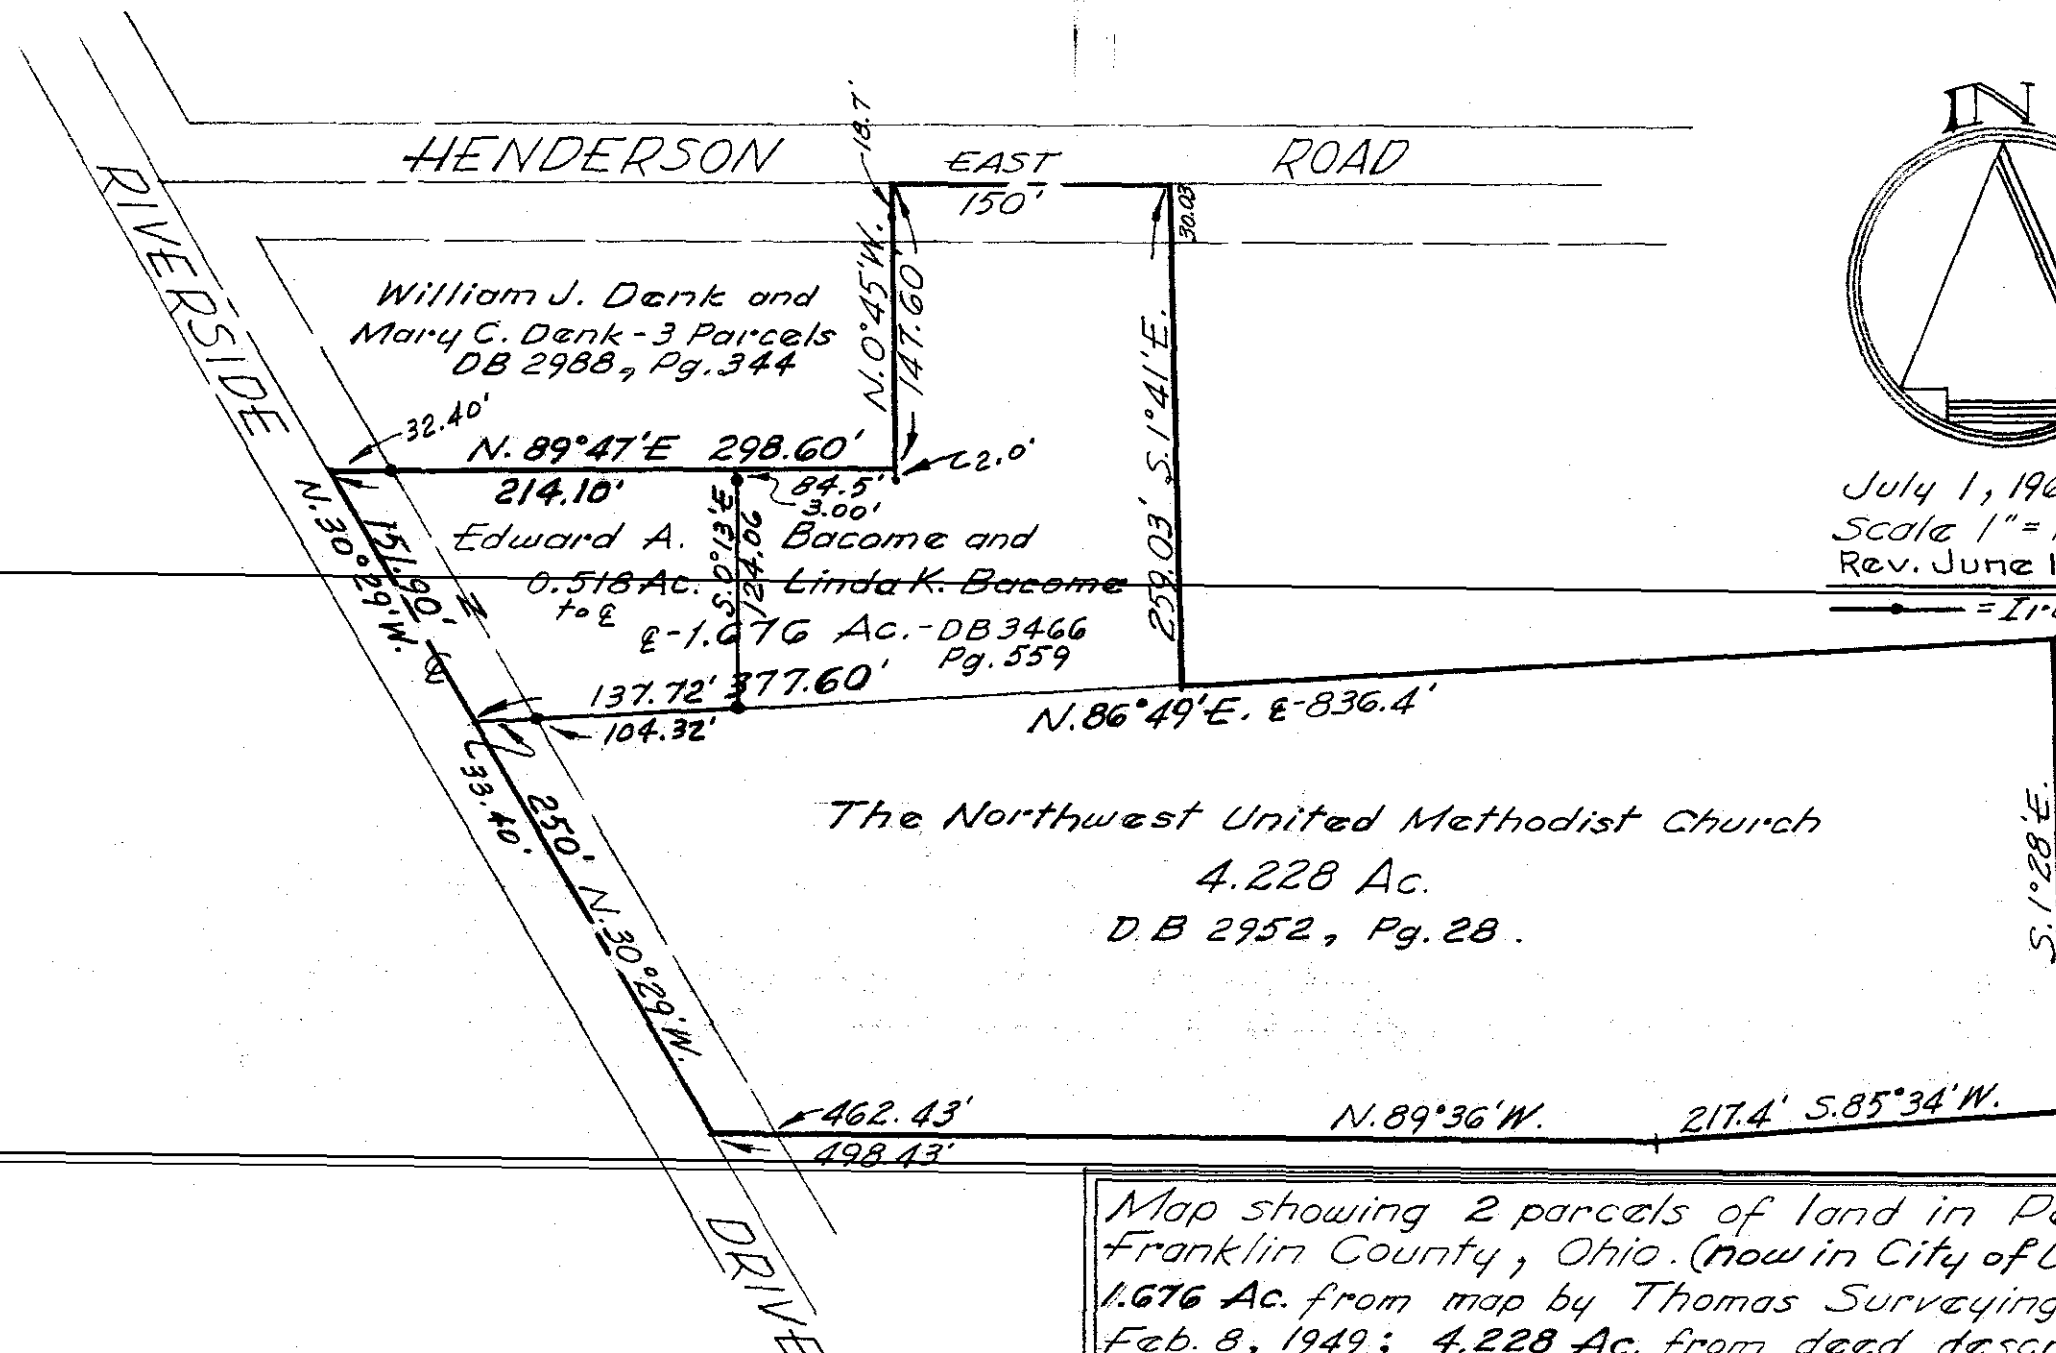 HENDERSON EAST ROAD
18.7'
150'
30.03
RIVERSIDE
William J. Denk and
Mary C. Denk - 3 Parcels
DB 2988, Pg. 344
N. 0°45'W.
147.60'
S. 1°41'E.
259.03'
32.40'
N. 89°47'E 298.60'
2.0'
214.10'
84.5'
3.00'
Edward A. Bacome and
0.518 Ac. Linda K. Bacome
to ℄
℄-1.676 Ac.-DB 3466
Pg. 559
S. 0°13'E
124.06
151.90'
N. 30°29'W.
137.72' 377.60'
104.32'
N. 86°49'E. ℄-836.4'
33.40'
250' N. 30°29'W.
The Northwest United Methodist Church
4.228 Ac.
D B 2952, Pg. 28.
S. 1°28'E.
462.43' N. 89°36'W. 217.4' S. 85°34'W.
498.43'
DRIVE
N
July 1, 196
Scale 1"=
Rev. June 1
= Ir
Map showing 2 parcels of land in Pe
Franklin County, Ohio. (now in City of U
1.676 Ac. from map by Thomas Surveying
Feb. 8, 1949; 4.228 Ac. from deed descr